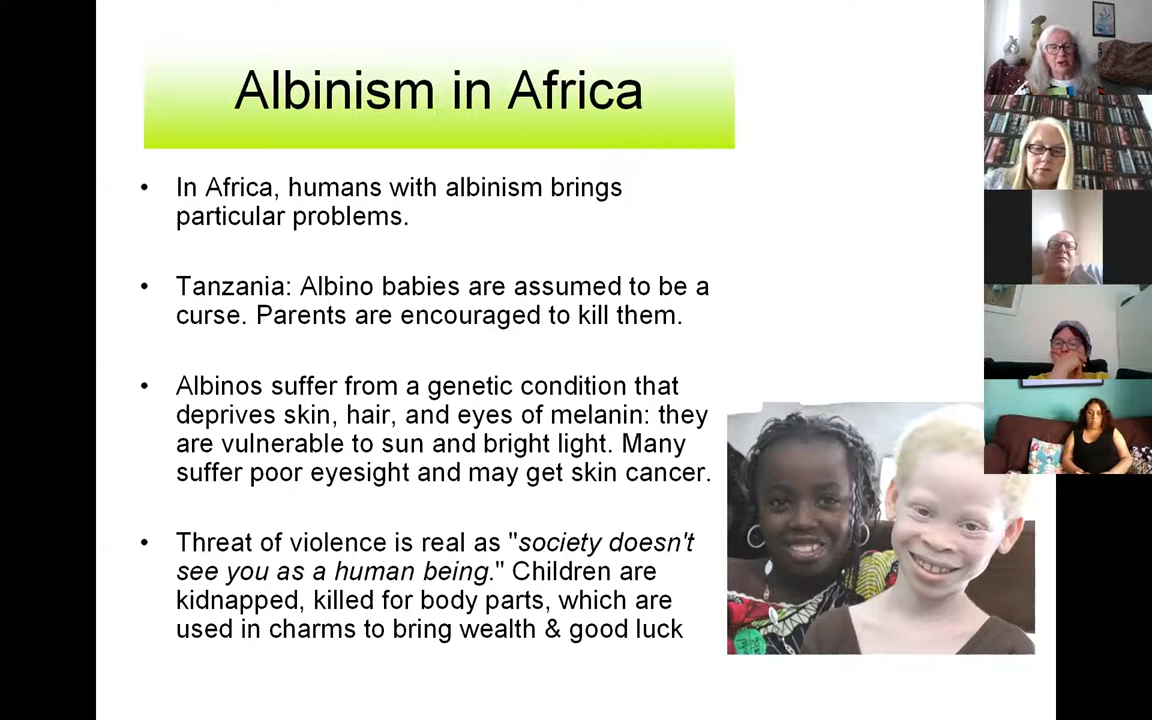 Albinism in Africa
• In Africa, humans with albinism brings
particular problems.
• Tanzania: Albino babies are assumed to be a
curse. Parents are encouraged to kill them.
• Albinos suffer from a genetic condition that
deprives skin, hair, and eyes of melanin: they
are vulnerable to sun and bright light. Many
suffer poor eyesight and may get skin cancer.
• Threat of violence is real as "society doesn't
see you as a human being." Children are
kidnapped, killed for body parts, which are
used in charms to bring wealth & good luck